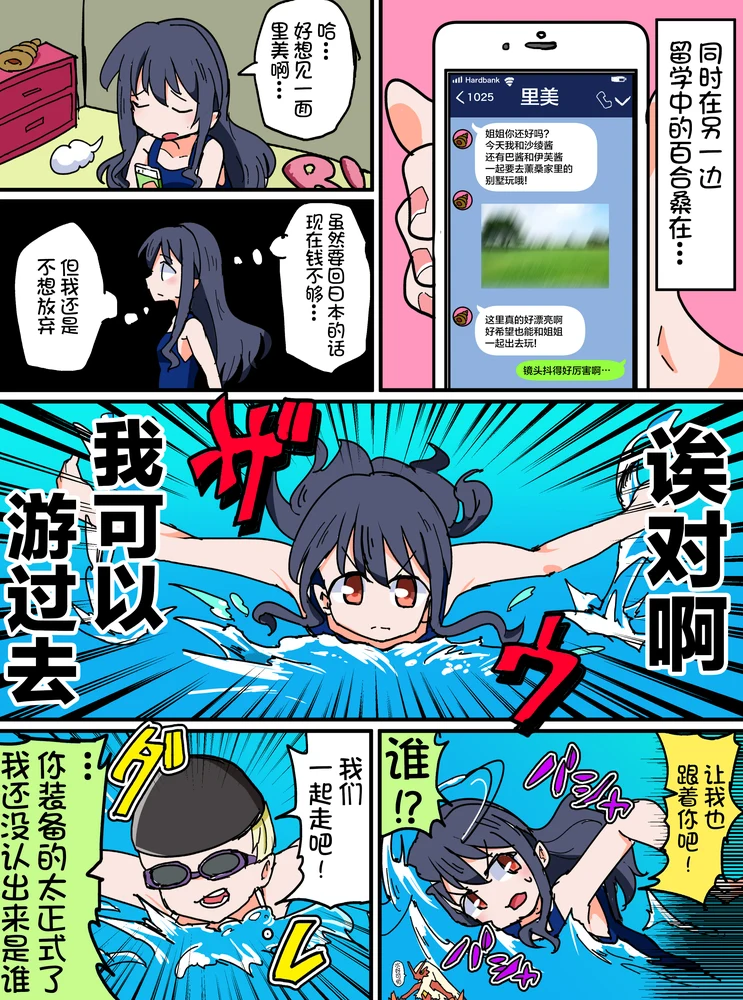 同时在另一边
留学中的百合桑在…
Hardbank
1025
里美
姐姐你还好吗?
今天我和沙绫酱
还有巴酱和伊芙酱
一起要去薰桑家里的
别墅玩哦!
这里真的好漂亮啊
好希望也能和姐姐
一起出去玩!
镜头抖得好厉害啊…
哈…
好想见一面
里美啊…
Ri
虽然要回日本的话
现在钱不够…
但我还是
不想放弃
诶对啊
ザ
ウ
我可以
游过去
让我也
跟着你吧!
谁!?
バシャ
バシャ
我们
一起走吧!
ダ
レ
…
你装备的太正式了
我还没认出来是谁